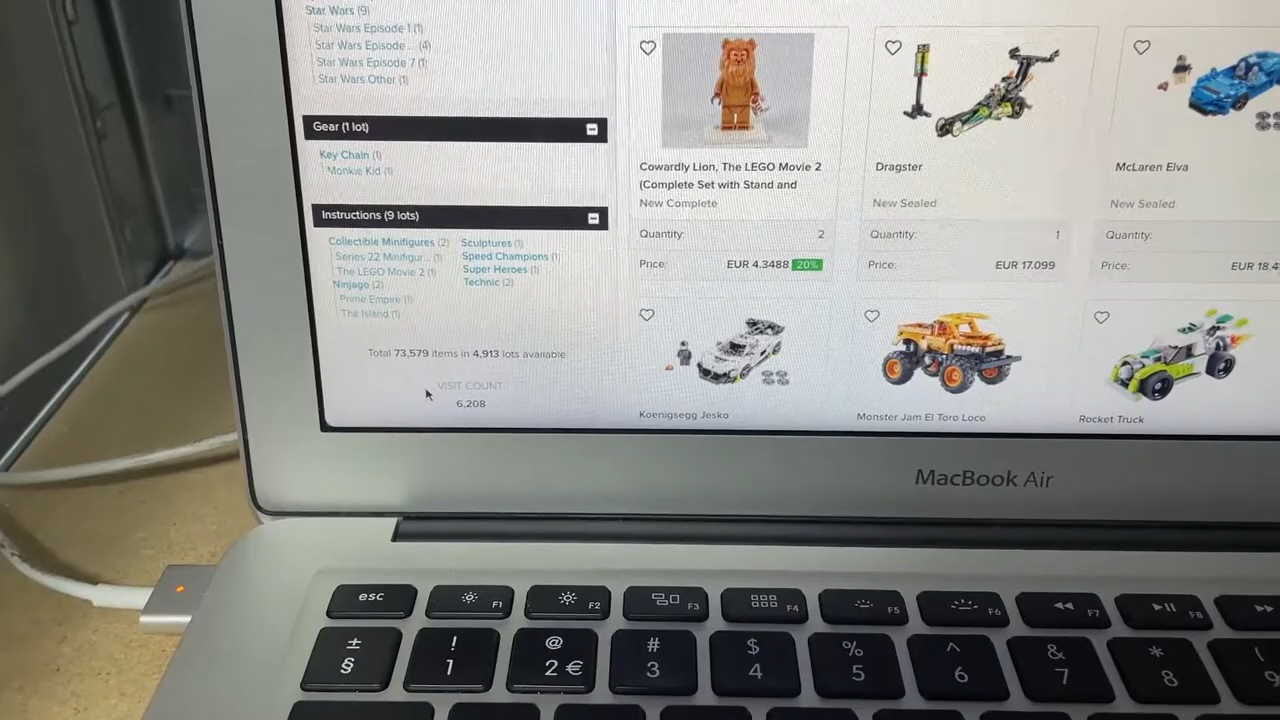 Star Wars (9)
Star Wars Episode 1 (1)
Star Wars Episode ... (4)
Star Wars Episode 7 (1)
Star Wars Other (1)
Gear (1 lot)
Key Chain (1)
Monkie Kid (1)
Instructions (9 lots)
Collectible Minifigures (2)
Series 22 Minifigur... (1)
The LEGO Movie 2 (1)
Ninjago (2)
Prime Empire (1)
The Island (1)
Sculptures (1)
Speed Champions (1)
Super Heroes (1)
Technic (2)
Total 73,579 items in 4,913 lots available
VISIT COUNT
6,208
Cowardly Lion, The LEGO Movie 2
(Complete Set with Stand and
New Complete
Quantity: 2
Price: EUR 4.3488 20%
Dragster
New Sealed
Quantity: 1
Price: EUR 17.099
McLaren Elva
New Sealed
Quantity:
Price: EUR 18.4
Koenigsegg Jesko
Monster Jam El Toro Loco
Rocket Truck
MacBook Air
esc F1 F2 F3 F4 F5 F6 F7 F8
± § ! 1 @ 2 € # 3 $ 4 % 5 ^ 6 & 7 * 8 ( 9